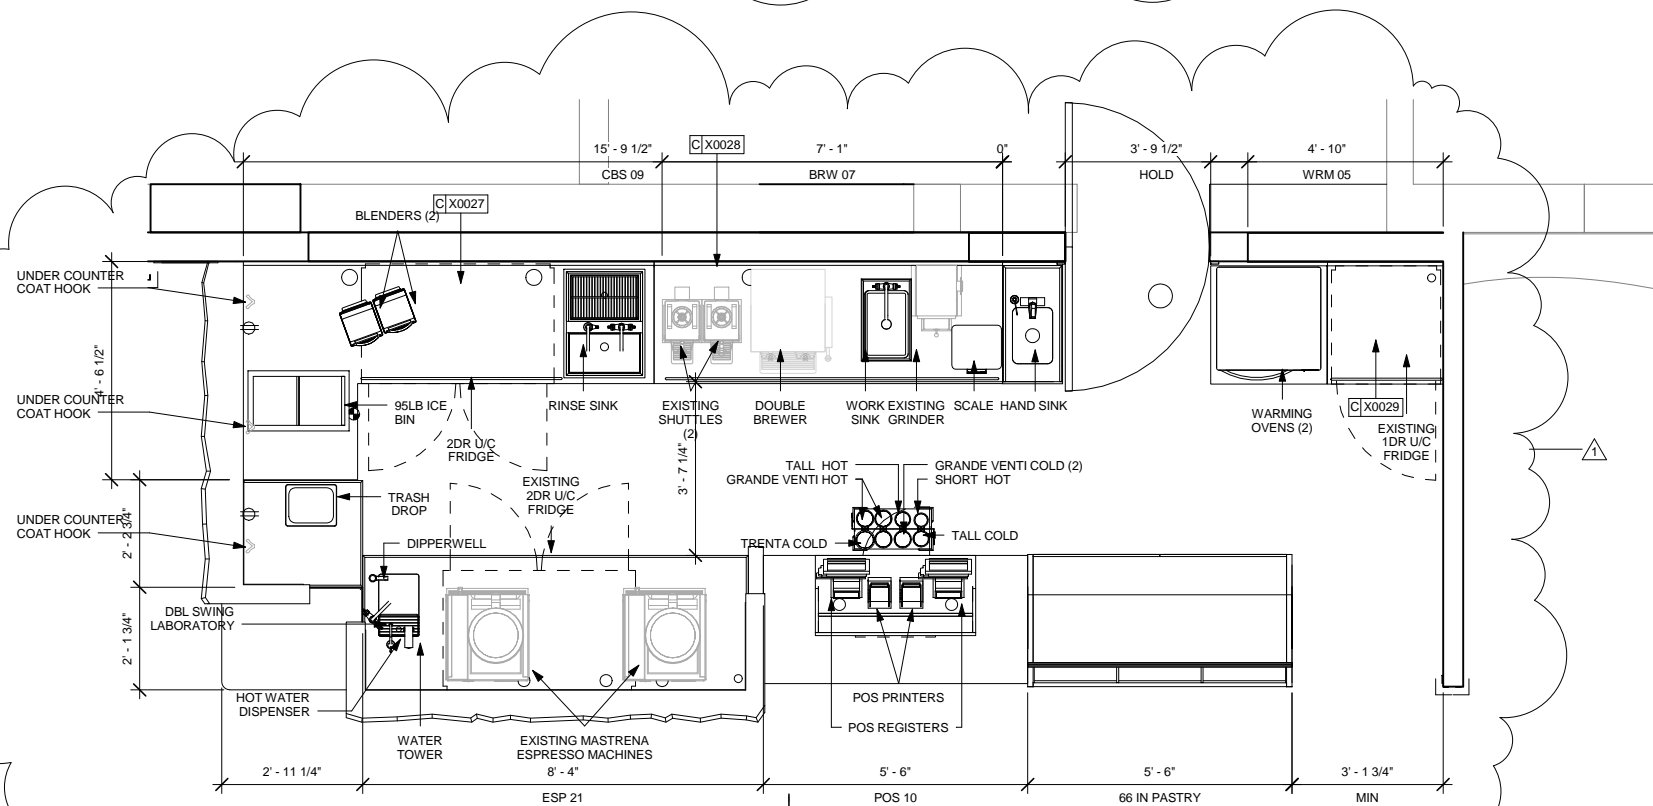 15' - 9 1/2"
C X0028
7' - 1"
0"
3' - 9 1/2"
4' - 10"
CBS 09
BRW 07
HOLD
WRM 05
C X0027
BLENDERS (2)
UNDER COUNTER
COAT HOOK
4' - 6 1/2"
UNDER COUNTER
COAT HOOK
95LB ICE
BIN
2DR U/C
FRIDGE
RINSE SINK
EXISTING
SHUTTLES
(2)
DOUBLE
BREWER
WORK
SINK
EXISTING
GRINDER
SCALE
HAND SINK
WARMING
OVENS (2)
C X0029
EXISTING
1DR U/C
FRIDGE
1
3' - 7 1/4"
TALL HOT
GRANDE VENTI HOT
GRANDE VENTI COLD (2)
SHORT HOT
EXISTING
2DR U/C
FRIDGE
TRASH
DROP
UNDER COUNTER
COAT HOOK
2' - 2 3/4"
DIPPERWELL
TRENTA COLD
TALL COLD
DBL SWING
LABORATORY
2' - 1 3/4"
HOT WATER
DISPENSER
WATER
TOWER
EXISTING MASTRENA
ESPRESSO MACHINES
POS PRINTERS
POS REGISTERS
2' - 11 1/4"
8' - 4"
5' - 6"
5' - 6"
3' - 1 3/4"
ESP 21
POS 10
66 IN PASTRY
MIN